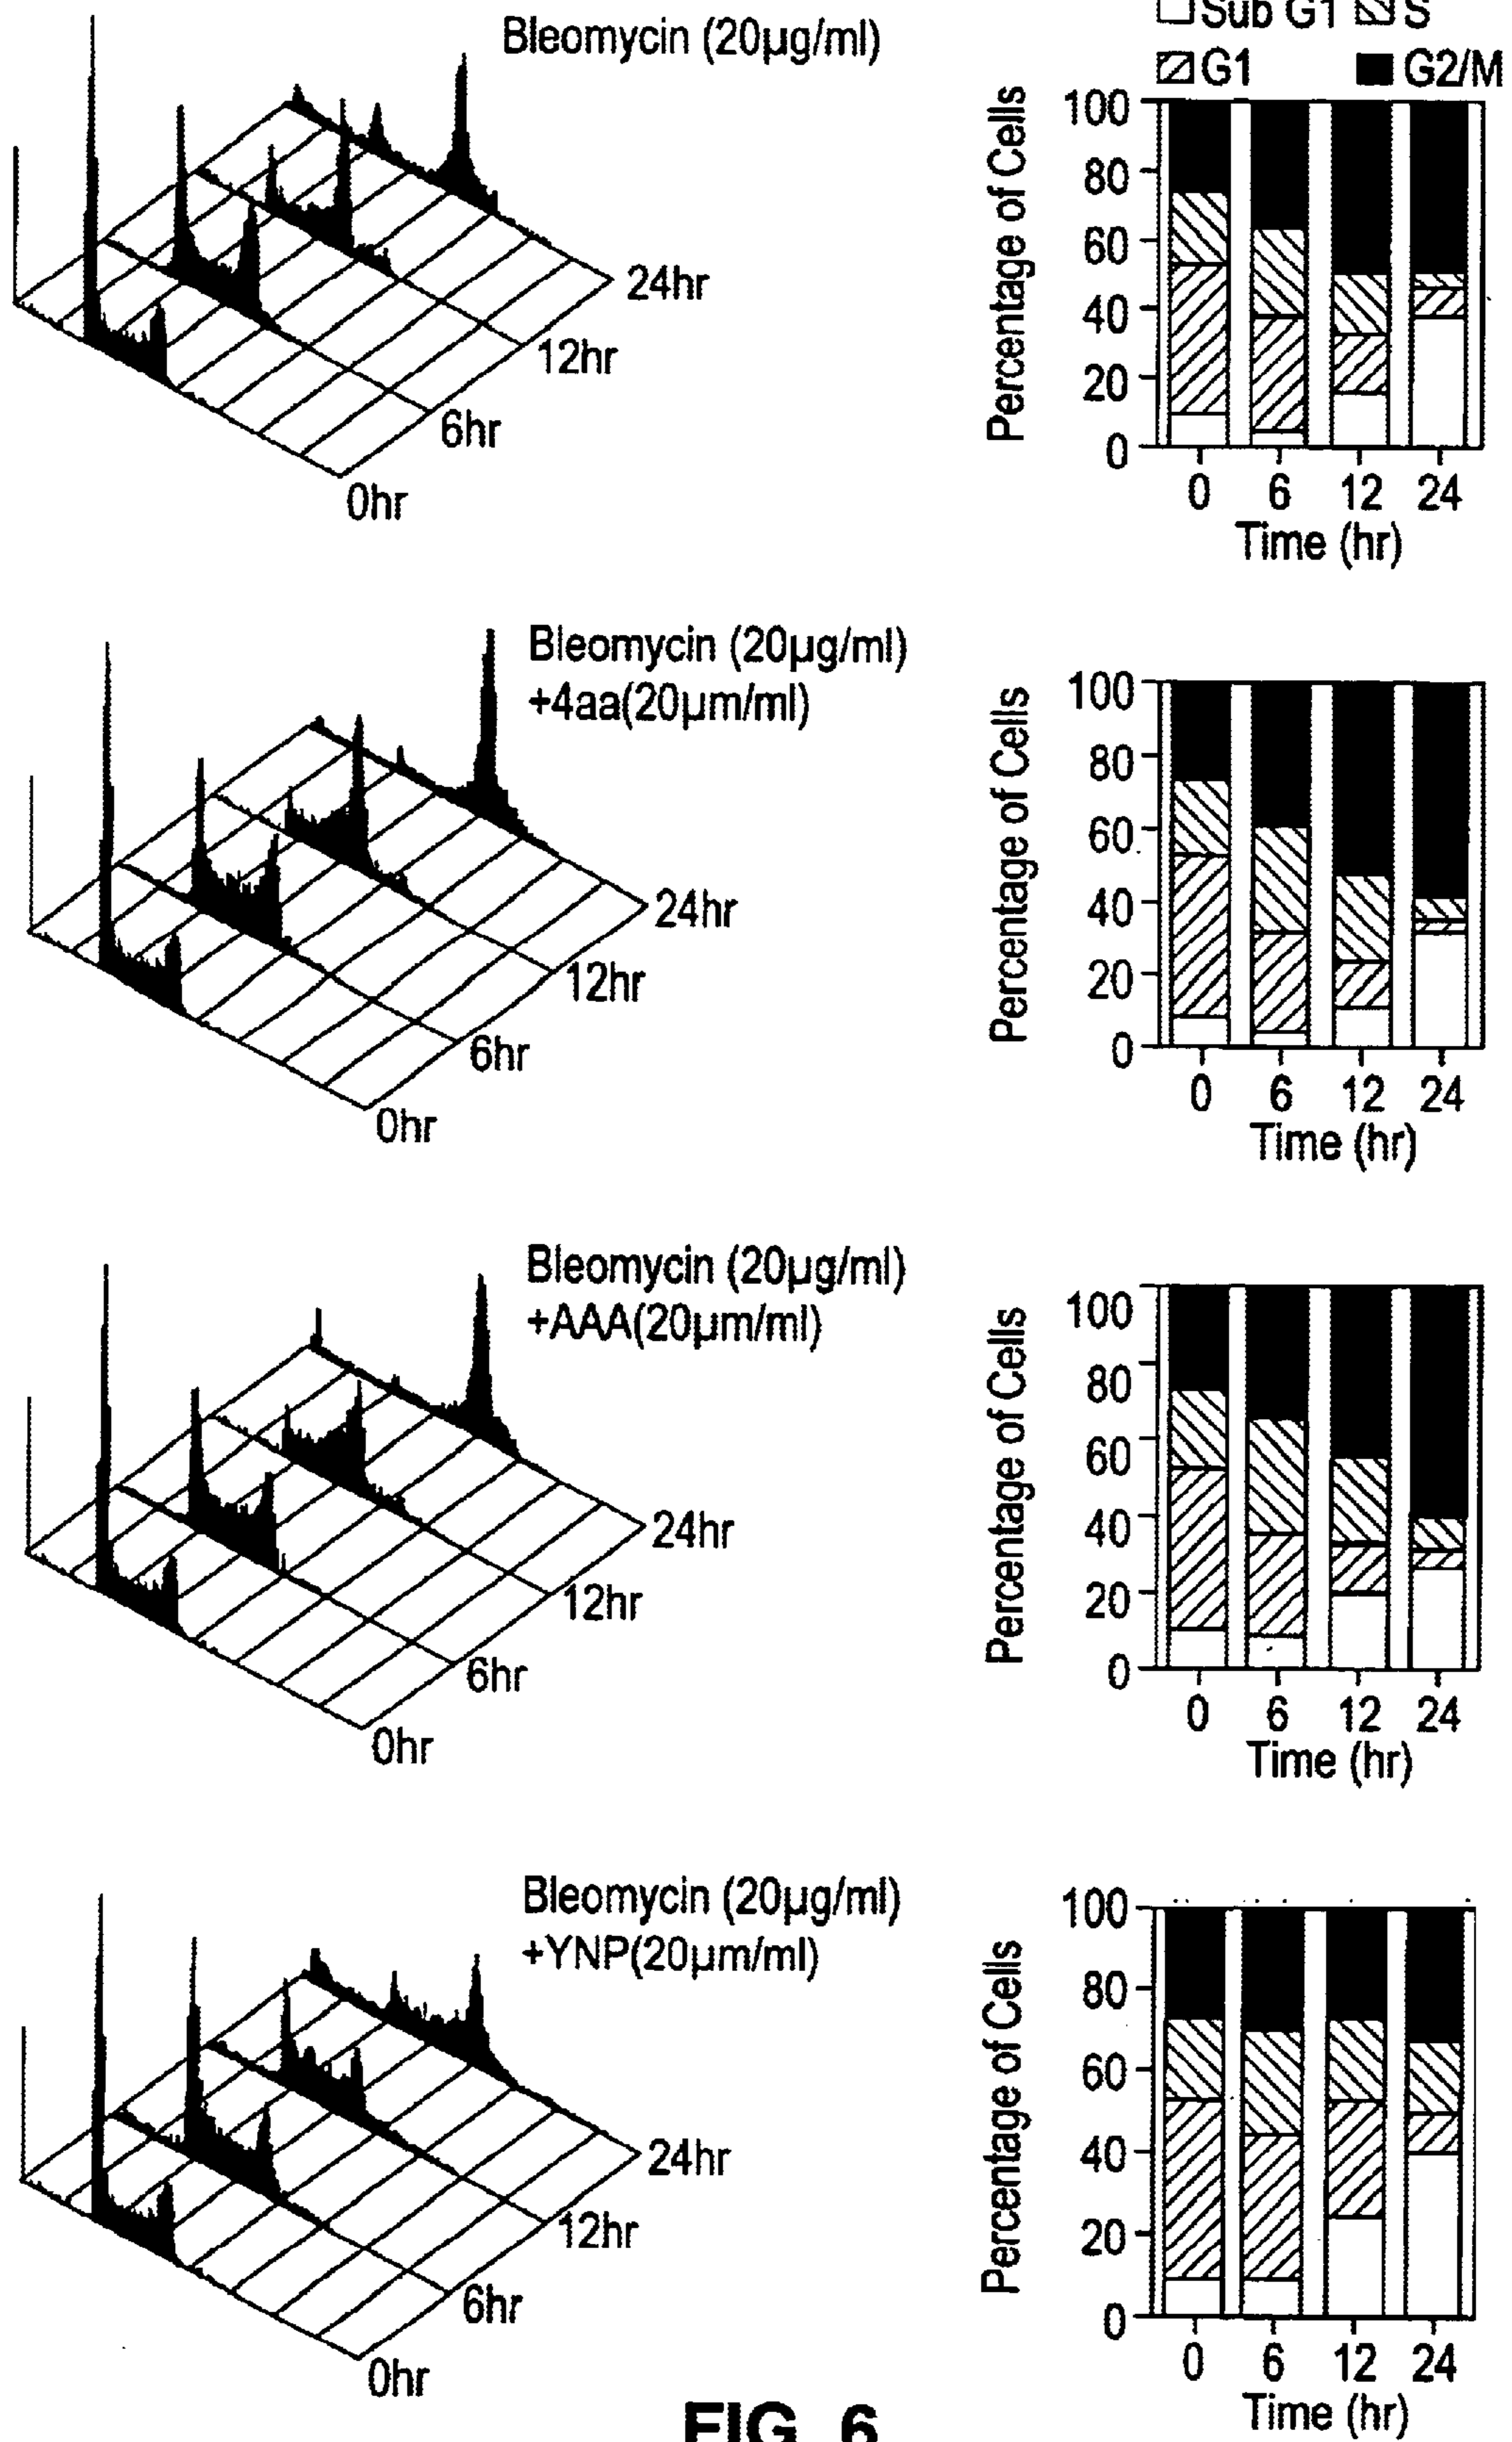 Bleomycin (20µg/ml)
24hr
12hr
6hr
0hr
Sub G1 S
G1 G2/M
Percentage of Cells
100
80
60
40
20
0
0 6 12 24
Time (hr)
Bleomycin (20µg/ml)
+4aa(20µm/ml)
24hr
12hr
6hr
0hr
Percentage of Cells
100
80
60
40
20
0
0 6 12 24
Time (hr)
Bleomycin (20µg/ml)
+AAA(20µm/ml)
24hr
12hr
6hr
0hr
Percentage of Cells
100
80
60
40
20
0
0 6 12 24
Time (hr)
Bleomycin (20µg/ml)
+YNP(20µm/ml)
24hr
12hr
6hr
0hr
Percentage of Cells
100
80
60
40
20
0
0 6 12 24
Time (hr)
FIG. 6